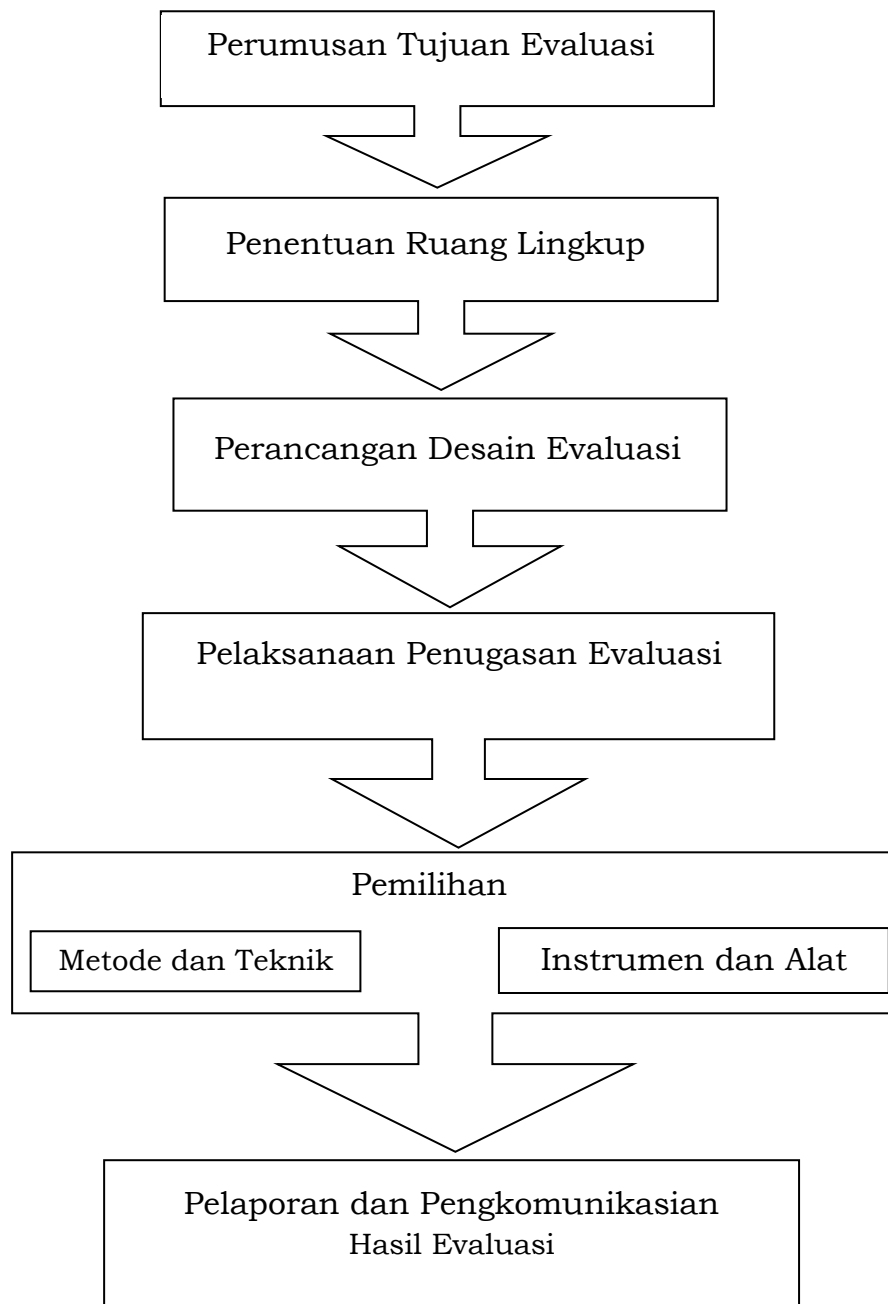 Perumusan Tujuan Evaluasi
Penentuan Ruang Lingkup
Perancangan Desain Evaluasi
Pelaksanaan Penugasan Evaluasi
Pemilihan
Metode dan Teknik
Instrumen dan Alat
Pelaporan dan Pengkomunikasian
Hasil Evaluasi